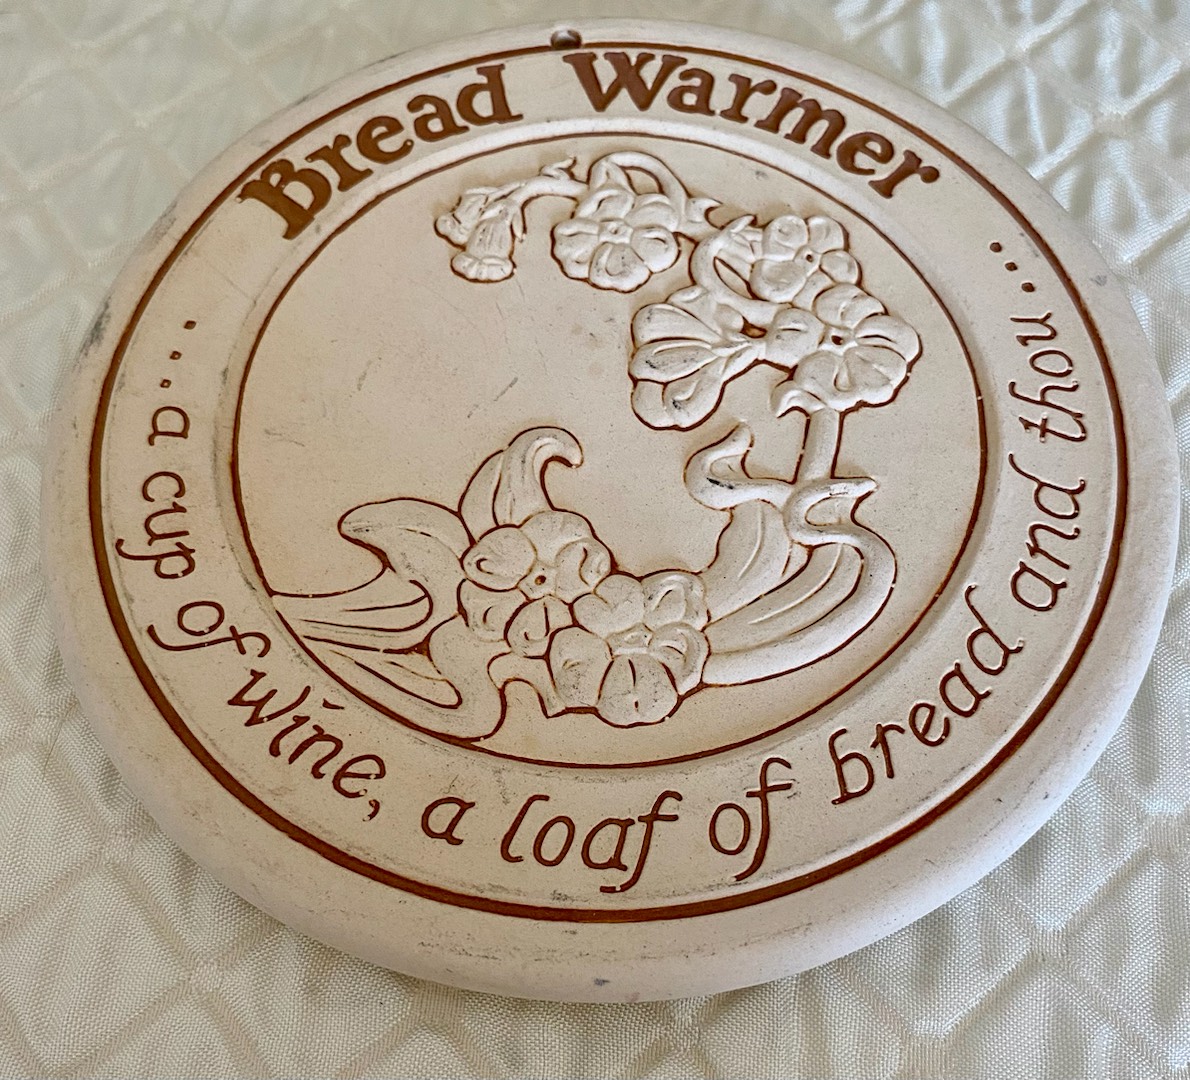 Bread Warmer
...a cup of wine, a loaf of bread and thou...